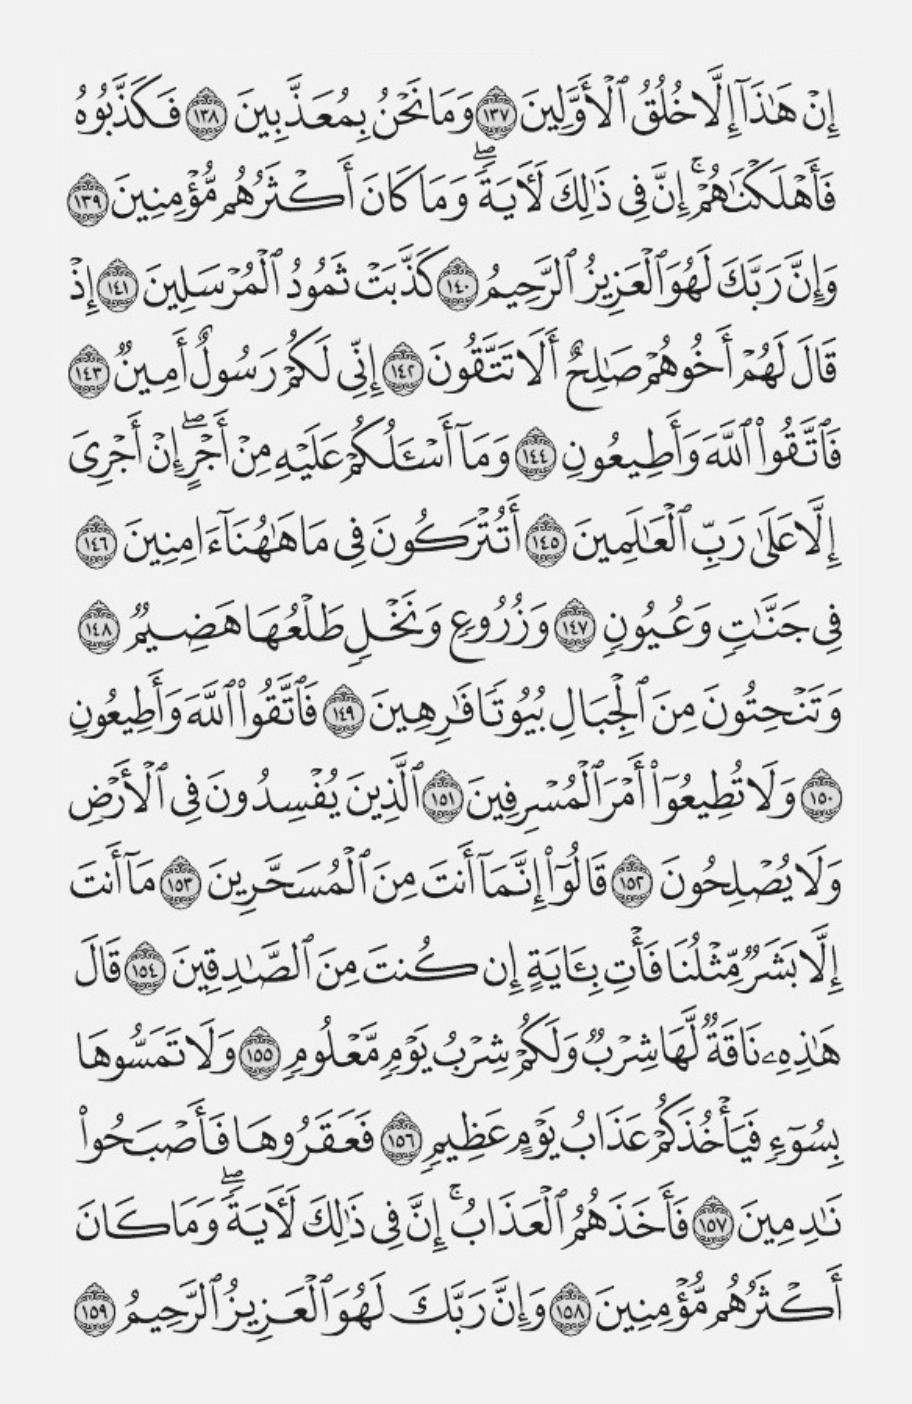 إِنْ هَٰذَآ إِلَّا خُلُقُ ٱلْأَوَّلِينَ ١٣٧ وَمَا نَحْنُ بِمُعَذَّبِينَ ١٣٨ فَكَذَّبُوهُ
فَأَهْلَكْنَٰهُمْ ۚ إِنَّ فِى ذَٰلِكَ لَءَايَةً ۖ وَمَا كَانَ أَكْثَرُهُم مُّؤْمِنِينَ ١٣٩
وَإِنَّ رَبَّكَ لَهُوَ ٱلْعَزِيزُ ٱلرَّحِيمُ ١٤٠ كَذَّبَتْ ثَمُودُ ٱلْمُرْسَلِينَ ١٤١ إِذْ
قَالَ لَهُمْ أَخُوهُمْ صَٰلِحٌ أَلَا تَتَّقُونَ ١٤٢ إِنِّى لَكُمْ رَسُولٌ أَمِينٌ ١٤٣
فَٱتَّقُوا۟ ٱللَّهَ وَأَطِيعُونِ ١٤٤ وَمَآ أَسْـَٔلُكُمْ عَلَيْهِ مِنْ أَجْرٍ ۖ إِنْ أَجْرِىَ
إِلَّا عَلَىٰ رَبِّ ٱلْعَٰلَمِينَ ١٤٥ أَتُتْرَكُونَ فِى مَا هَٰهُنَآ ءَامِنِينَ ١٤٦
فِى جَنَّٰتٍ وَعُيُونٍ ١٤٧ وَزُرُوعٍ وَنَخْلٍ طَلْعُهَا هَضِيمٌ ١٤٨
وَتَنْحِتُونَ مِنَ ٱلْجِبَالِ بُيُوتًا فَٰرِهِينَ ١٤٩ فَٱتَّقُوا۟ ٱللَّهَ وَأَطِيعُونِ
١٥٠ وَلَا تُطِيعُوٓا۟ أَمْرَ ٱلْمُسْرِفِينَ ١٥١ ٱلَّذِينَ يُفْسِدُونَ فِى ٱلْأَرْضِ
وَلَا يُصْلِحُونَ ١٥٢ قَالُوٓا۟ إِنَّمَآ أَنتَ مِنَ ٱلْمُسَحَّرِينَ ١٥٣ مَآ أَنتَ
إِلَّا بَشَرٌ مِّثْلُنَا فَأْتِ بِـَٔايَةٍ إِن كُنتَ مِنَ ٱلصَّٰدِقِينَ ١٥٤ قَالَ
هَٰذِهِۦ نَاقَةٌ لَّهَا شِرْبٌ وَلَكُمْ شِرْبُ يَوْمٍ مَّعْلُومٍ ١٥٥ وَلَا تَمَسُّوهَا
بِسُوٓءٍ فَيَأْخُذَكُمْ عَذَابُ يَوْمٍ عَظِيمٍ ١٥٦ فَعَقَرُوهَا فَأَصْبَحُوا۟
نَٰدِمِينَ ١٥٧ فَأَخَذَهُمُ ٱلْعَذَابُ ۚ إِنَّ فِى ذَٰلِكَ لَءَايَةً ۖ وَمَا كَانَ
أَكْثَرُهُم مُّؤْمِنِينَ ١٥٨ وَإِنَّ رَبَّكَ لَهُوَ ٱلْعَزِيزُ ٱلرَّحِيمُ ١٥٩